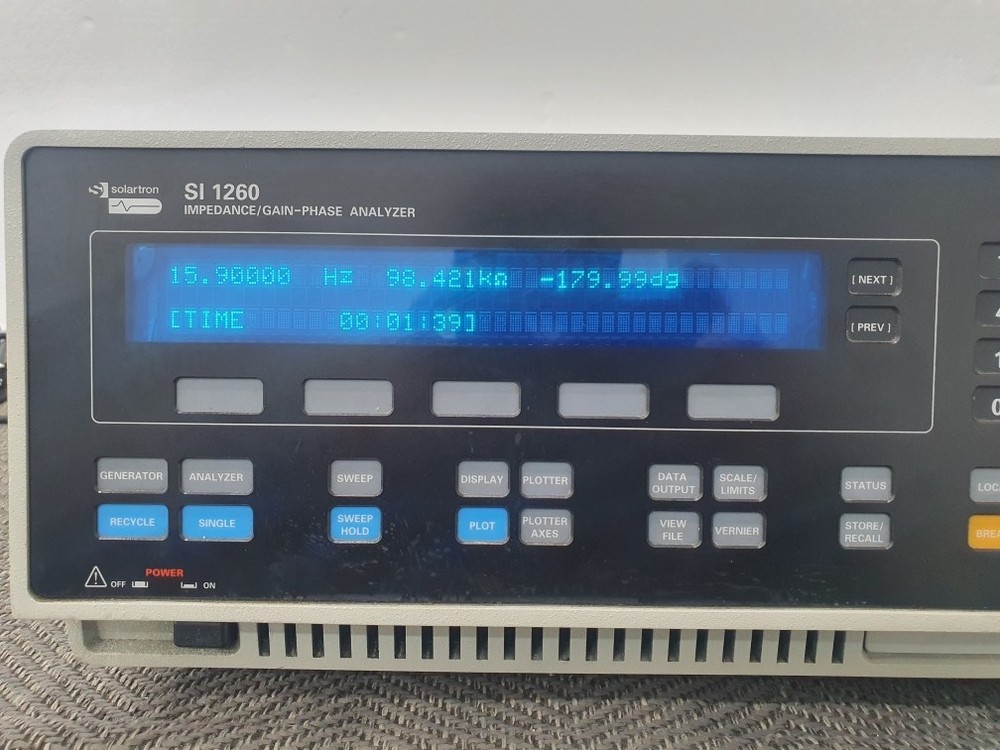 solartron
SI 1260
IMPEDANCE/GAIN-PHASE ANALYZER
15.90000 Hz 98.421kΩ -179.99dg
[TIME 00:01:39]
[NEXT]
[PREV]
GENERATOR ANALYZER SWEEP DISPLAY PLOTTER DATA OUTPUT SCALE/ LIMITS STATUS
RECYCLE SINGLE SWEEP HOLD PLOT PLOTTER AXES VIEW FILE VERNIER STORE/ RECALL
POWER
OFF ON